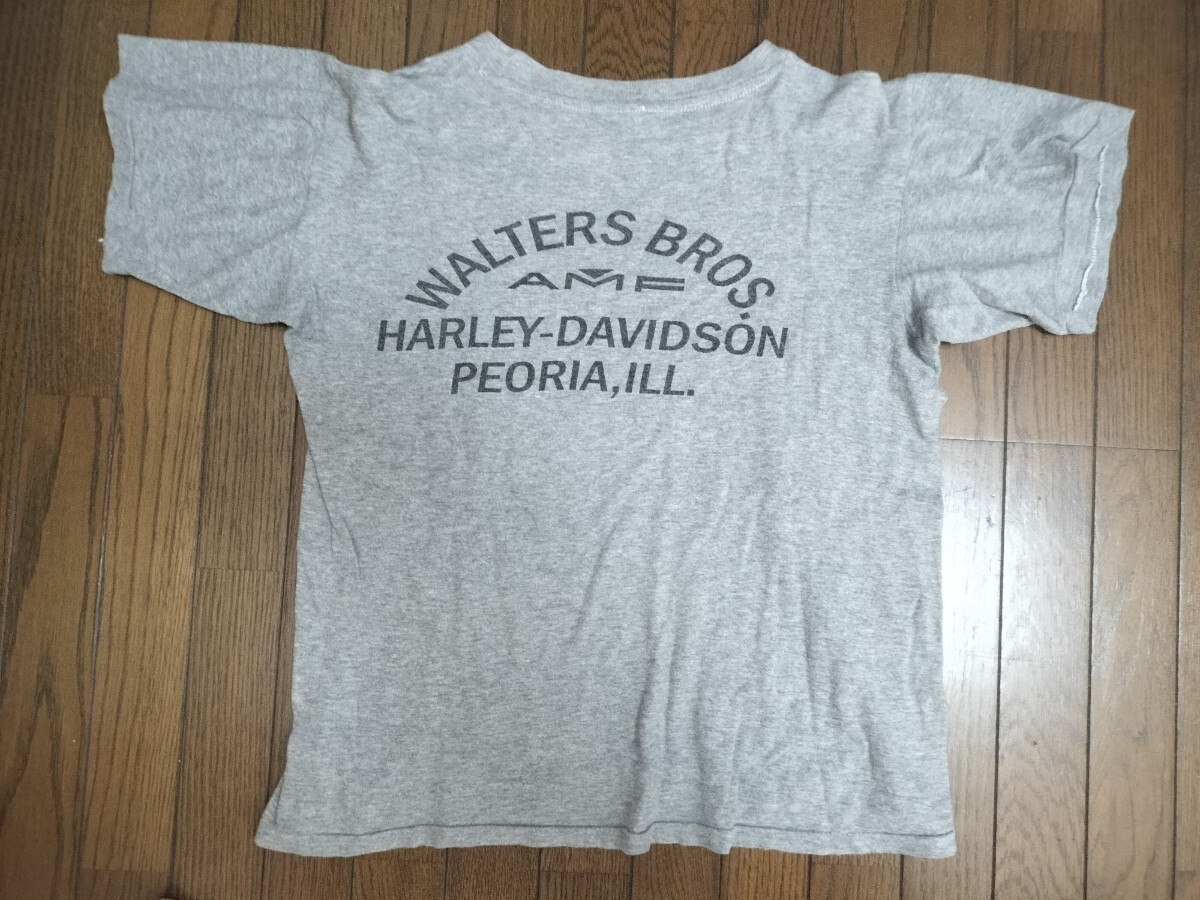 WALTERS BROS.
AMF
HARLEY-DAVIDSON
PEORIA, ILL.